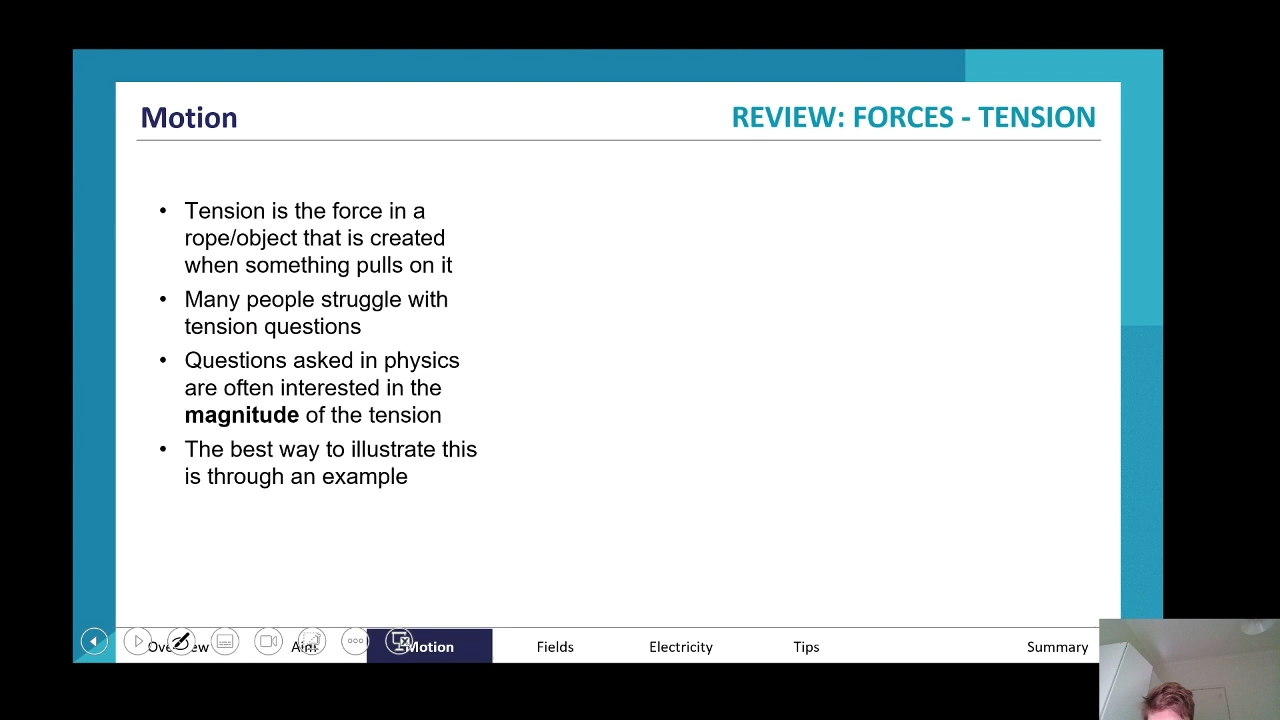 Motion
REVIEW: FORCES - TENSION
• Tension is the force in a
rope/object that is created
when something pulls on it
• Many people struggle with
tension questions
• Questions asked in physics
are often interested in the
magnitude of the tension
• The best way to illustrate this
is through an example
Overview Aim Motion Fields Electricity Tips Summary